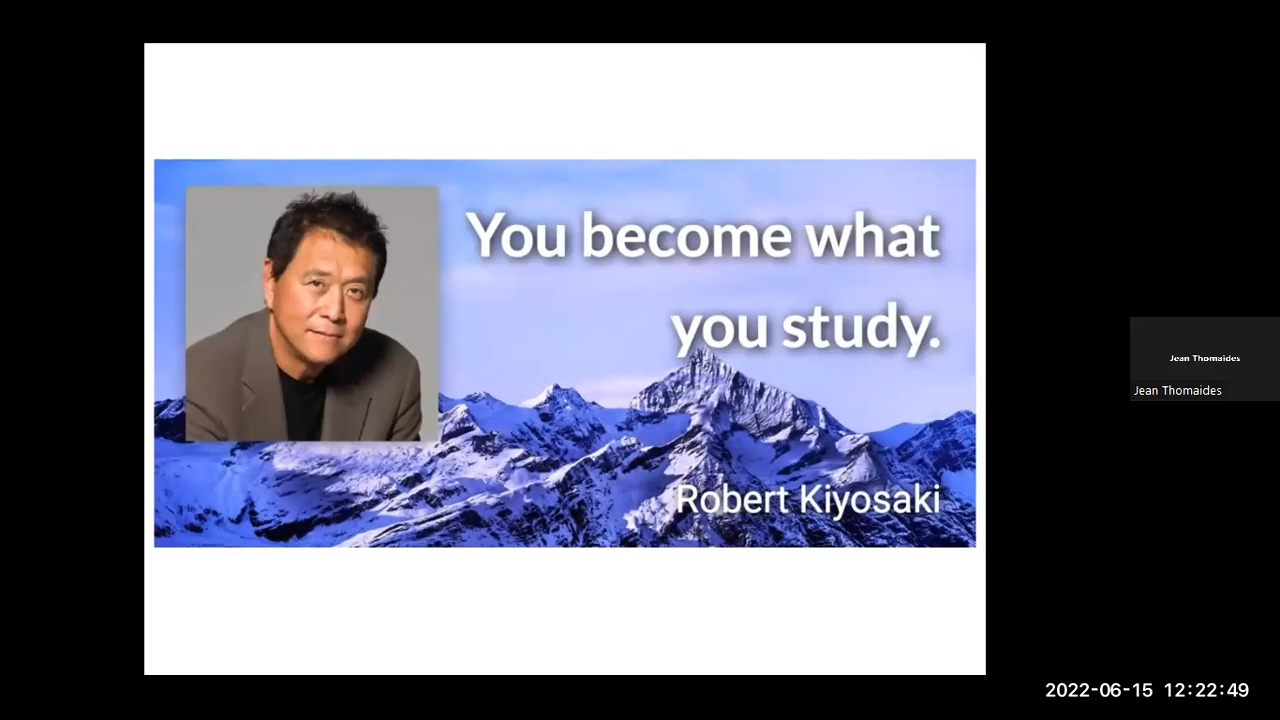 You become what
you study.
Robert Kiyosaki
Jean Thomaides
Jean Thomaides
2022-06-15 12:22:49